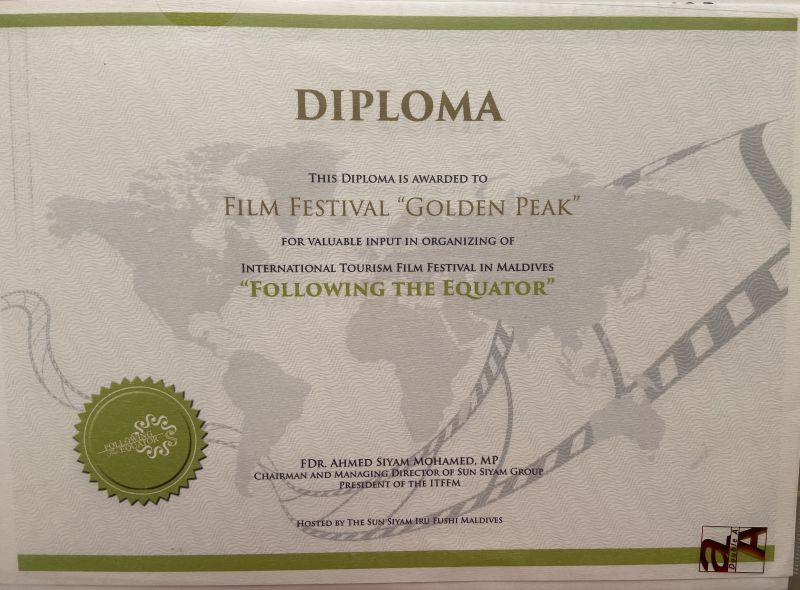 DIPLOMA
THIS DIPLOMA IS AWARDED TO
FILM FESTIVAL “GOLDEN PEAK”
FOR VALUABLE INPUT IN ORGANIZING OF
INTERNATIONAL TOURISM FILM FESTIVAL IN MALDIVES
“FOLLOWING THE EQUATOR”
FOLLOWING
THE EQUATOR
FDR. AHMED SIYAM MOHAMED, MP
CHAIRMAN AND MANAGING DIRECTOR OF SUN SIYAM GROUP
PRESIDENT OF THE ITFFM
HOSTED BY THE SUN SIYAM IRU FUSHI MALDIVES
a
Double A
A